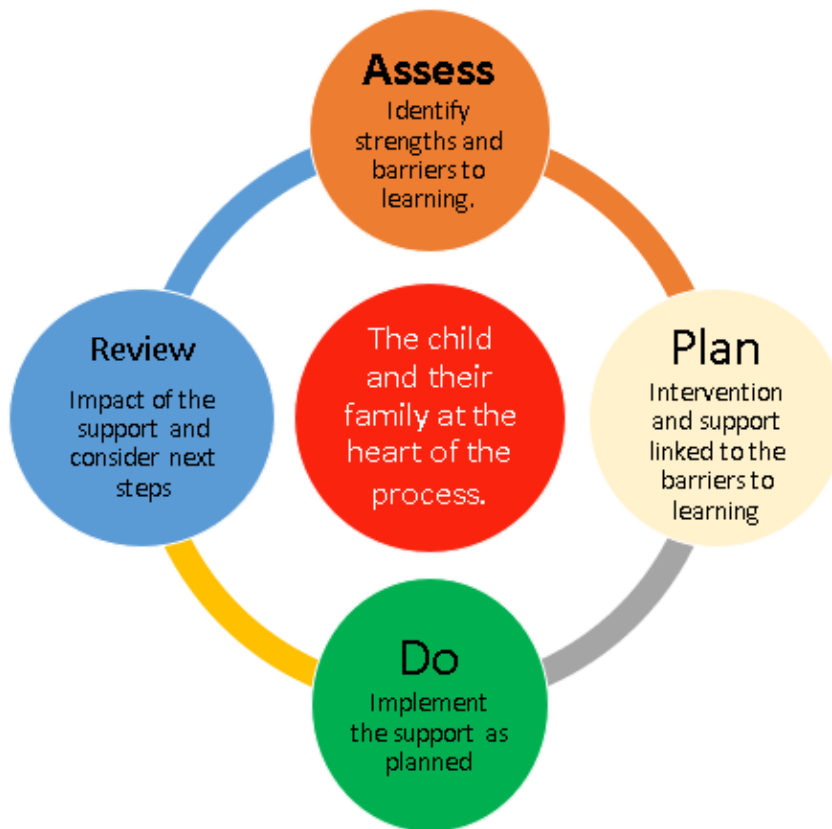 Assess
Identify
strengths and
barriers to
learning.
Plan
Intervention
and support
linked to the
barriers to
learning
Do
Implement
the support as
planned
Review
Impact of the
support and
consider next
steps
The child
and their
family at the
heart of the
process.